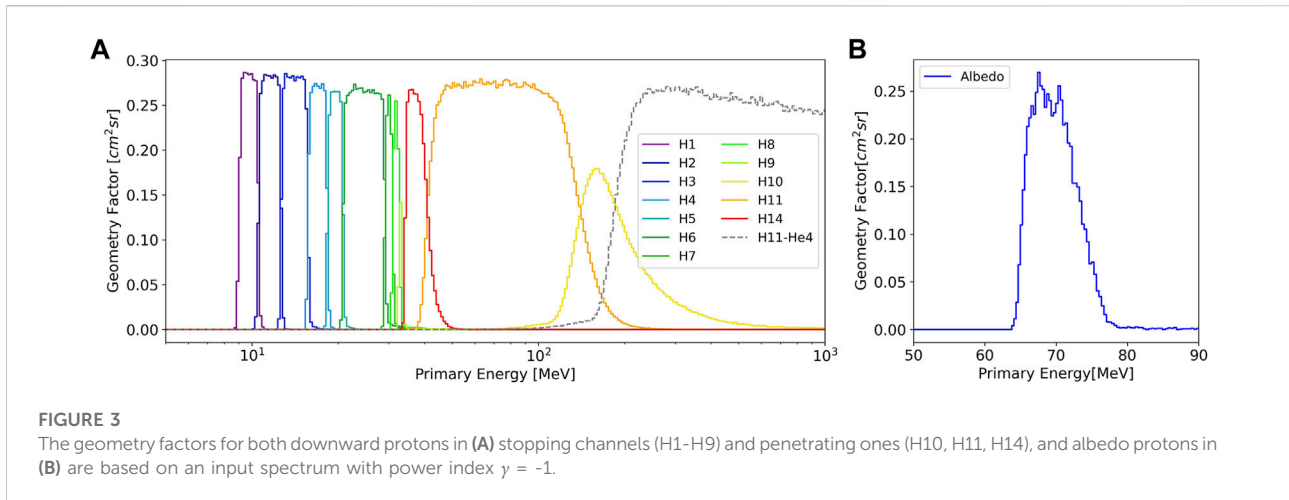 A
B
0.30
0.25
0.20
0.15
0.10
0.05
0.00
Geometry Factor [cm²sr]
10¹
10²
10³
Primary Energy [MeV]
H1
H2
H3
H4
H5
H6
H7
H8
H9
H10
H11
H14
H11-He4
Albedo
0.25
0.20
0.15
0.10
0.05
0.00
Geometry Factor[cm²sr]
50
60
70
80
90
Primary Energy[MeV]
FIGURE 3
The geometry factors for both downward protons in (A) stopping channels (H1-H9) and penetrating ones (H10, H11, H14), and albedo protons in
(B) are based on an input spectrum with power index γ = -1.